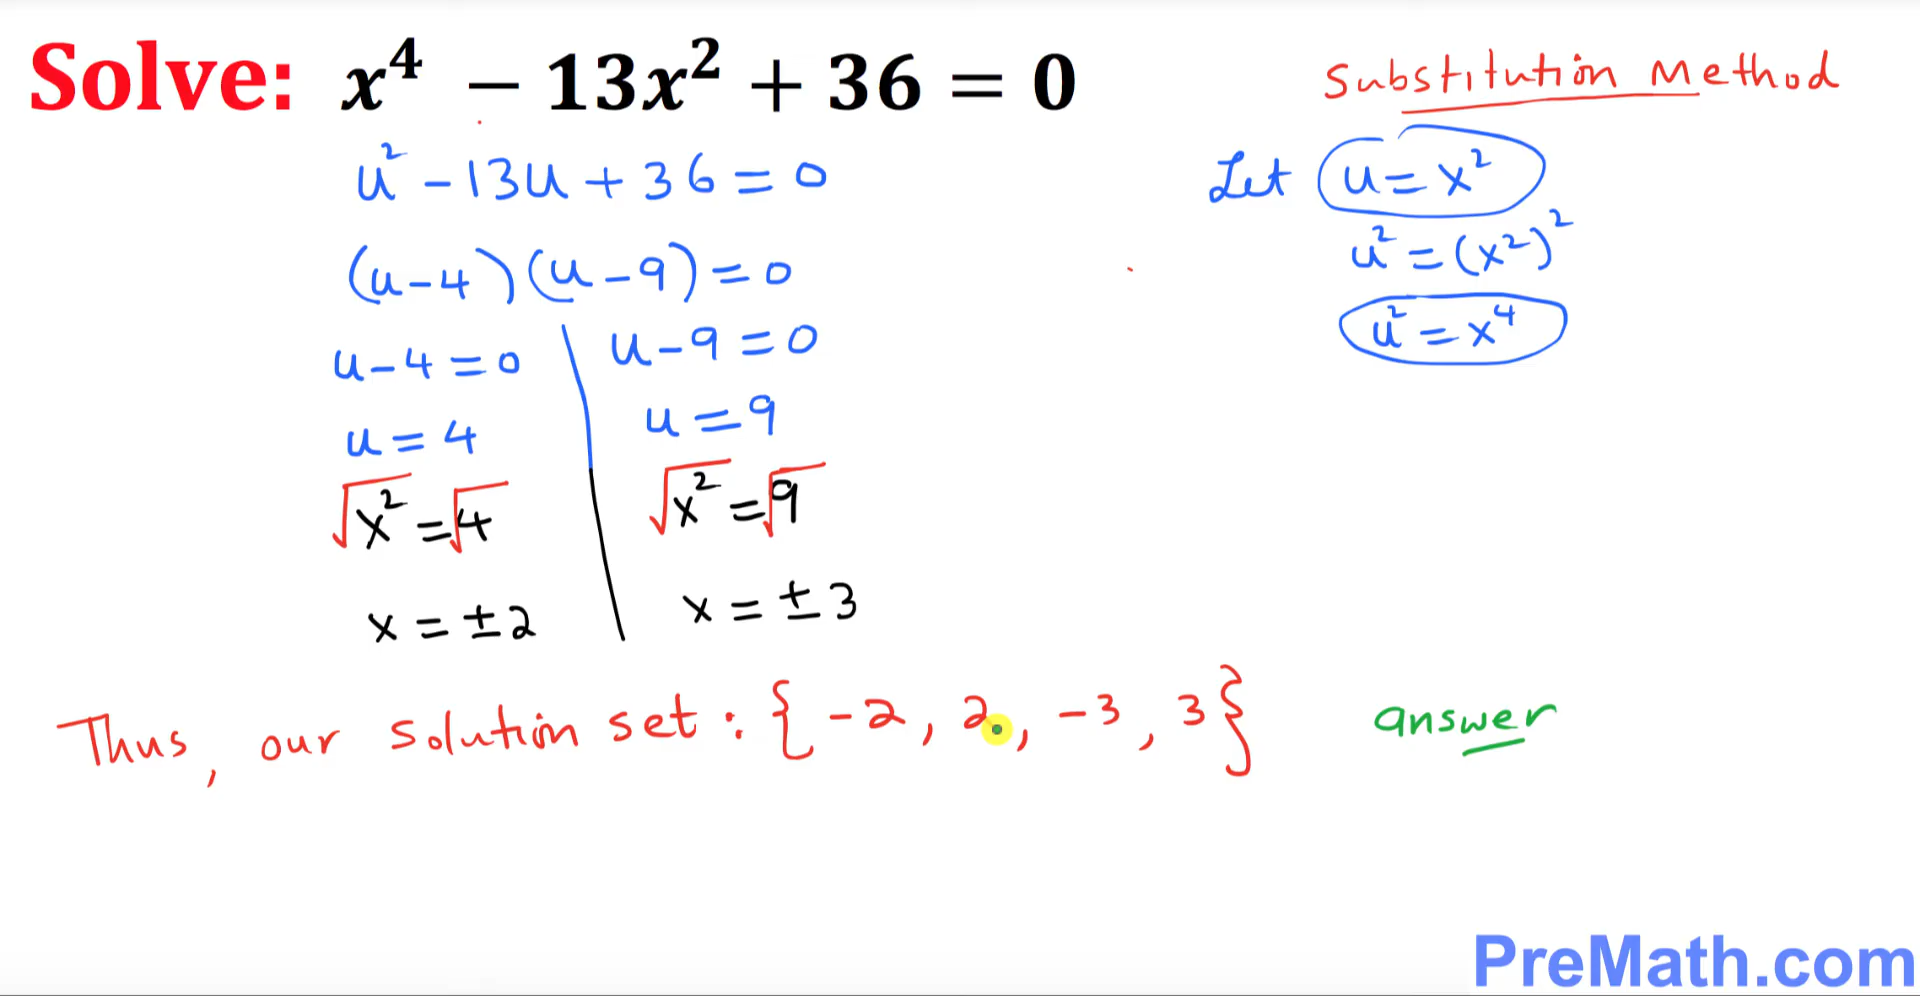 Solve: x⁴ − 13x² + 36 = 0
Substitution Method
u² − 13u + 36 = 0
(u−4)(u−9) = 0
u−4 = 0
u = 4
√x² = √4
x = ±2
u−9 = 0
u = 9
√x² = √9
x = ±3
Let u = x²
u² = (x²)²
u² = x⁴
Thus, our solution set: {-2, 2, -3, 3}
answer
PreMath.com